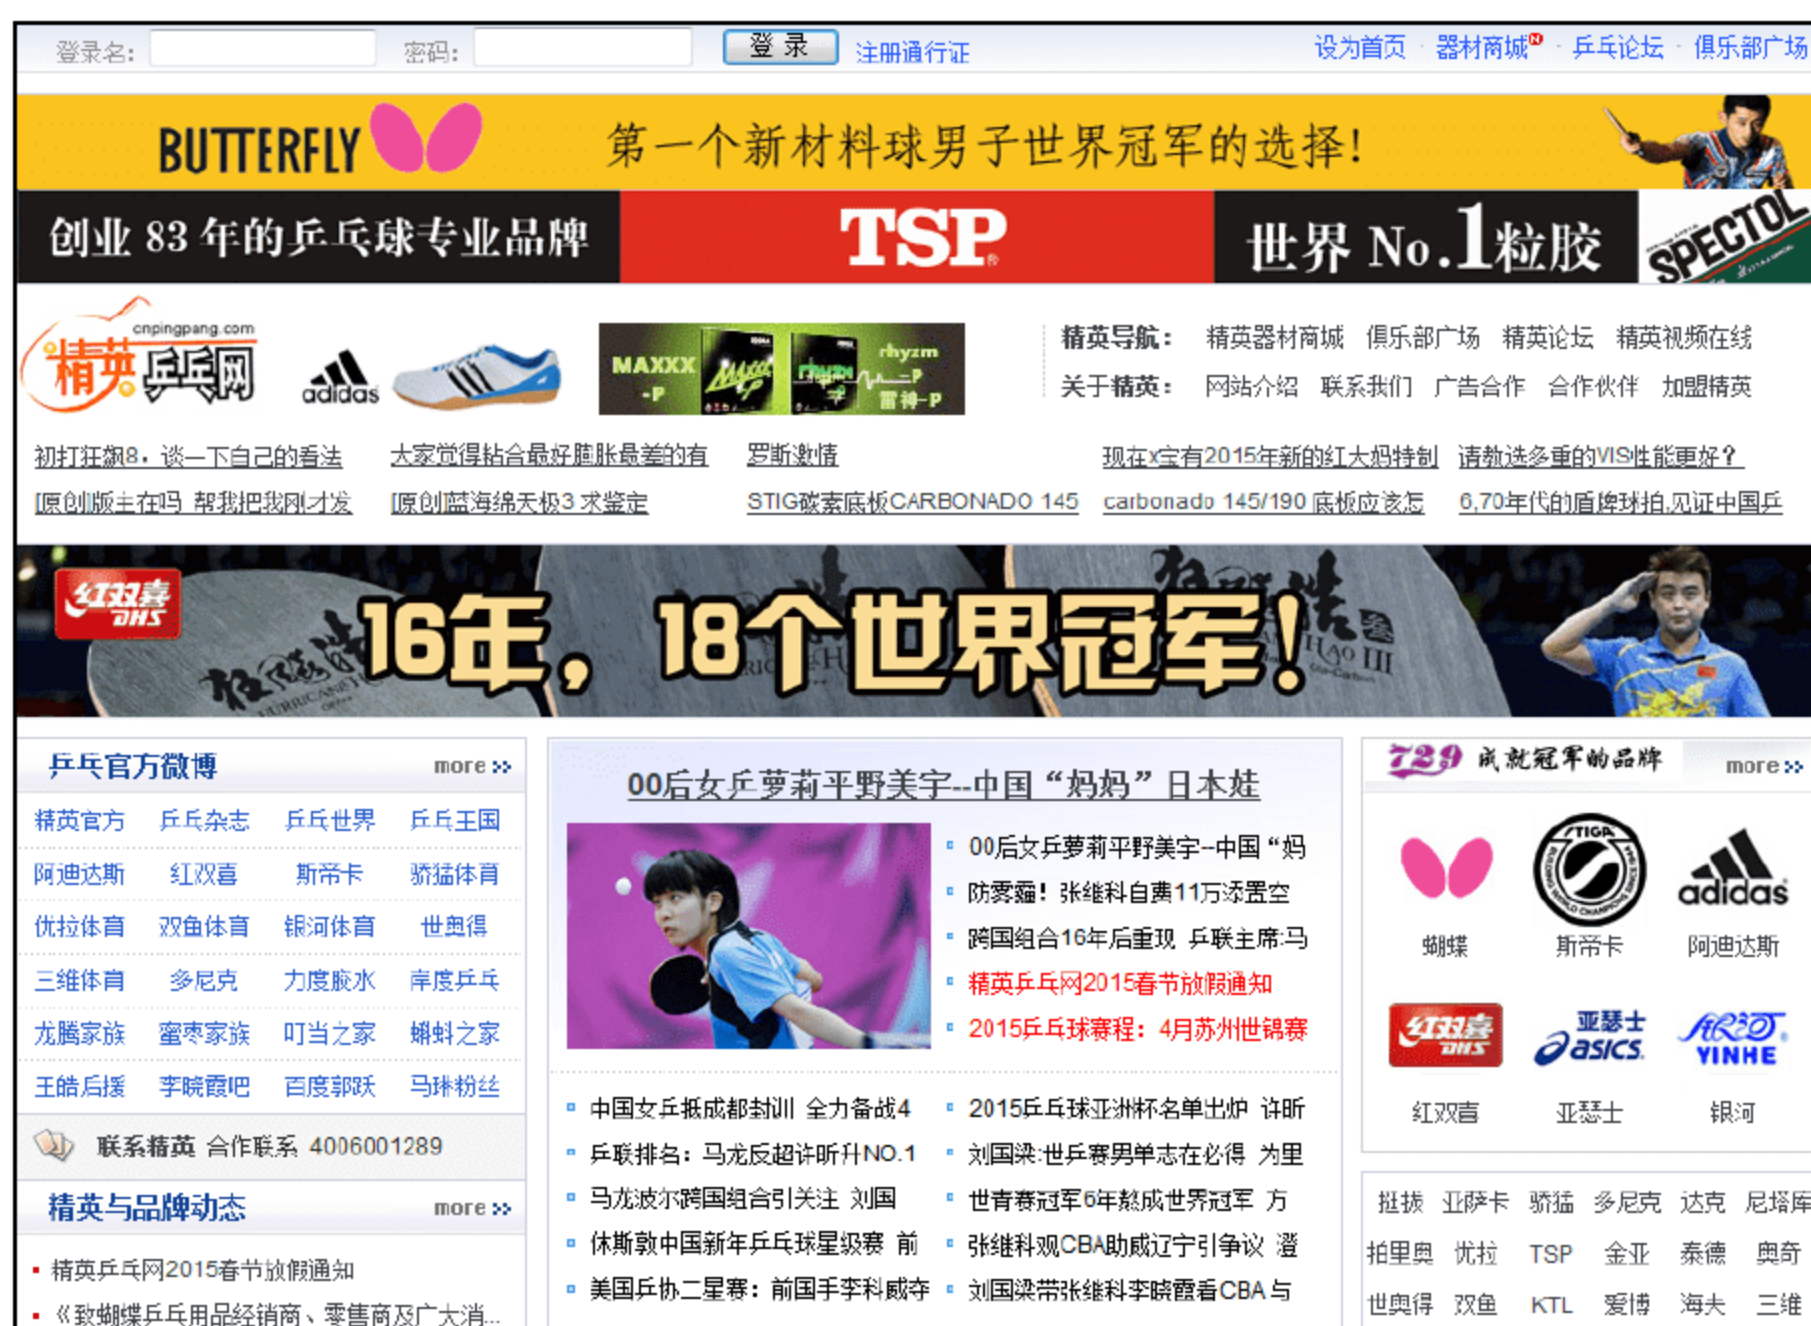 登录名： 密码： 登 录 注册通行证 设为首页 · 器材商城 N · 乒乓论坛 · 俱乐部广场
BUTTERFLY 第一个新材料球男子世界冠军的选择!
创业 83 年的乒乓球专业品牌 TSP® 世界 No.1粒胶 SPECTOL
cnpingpang.com
精英乒乓网
adidas
MAXXX -P
rhyzm -P
雷神-P
精英导航： 精英器材商城 俱乐部广场 精英论坛 精英视频在线
关于精英： 网站介绍 联系我们 广告合作 合作伙伴 加盟精英
初打狂飙8，谈一下自己的看法 大家觉得粘合最好膨胀最差的有 罗斯激情 现在x宝有2015年新的红大妈特制 请教选多重的VIS性能更好？
[原创]版主在吗 帮我把我刚才发 [原创]蓝海绵天极3 求鉴定 STIG碳素底板CARBONADO 145 carbonado 145/190 底板应该怎 6,70年代的盾牌球拍,见证中国乒
红双喜 DHS
16年，18个世界冠军!
乒乓官方微博 more
精英官方 乒乓杂志 乒乓世界 乒乓王国
阿迪达斯 红双喜 斯帝卡 骄猛体育
优拉体育 双鱼体育 银河体育 世奥得
三维体育 多尼克 力度胶水 岸度乒乓
龙腾家族 蜜枣家族 叮当之家 蝌蚪之家
王皓后援 李晓霞吧 百度郭跃 马琳粉丝
联系精英 合作联系 4006001289
精英与品牌动态 more
精英乒乓网2015春节放假通知
《致蝴蝶乒乓用品经销商、零售商及广大消...
00后女乒萝莉平野美宇--中国“妈妈”日本娃
00后女乒萝莉平野美宇--中国“妈
防雾霾！张继科自费11万添置空
跨国组合16年后重现 乒联主席:马
精英乒乓网2015春节放假通知
2015乒乓球赛程：4月苏州世锦赛
中国女乒抵成都封训 全力备战4
乒联排名：马龙反超许昕升NO.1
马龙波尔跨国组合引关注 刘国
休斯敦中国新年乒乓球星级赛 前
美国乒协二星赛：前国手李科威夺
2015乒乓球亚洲杯名单出炉 许昕
刘国梁:世乒赛男单志在必得 为里
世青赛冠军6年熬成世界冠军 方
张继科观CBA助威辽宁引争议 澄
刘国梁带张继科李晓霞看CBA 与
729 成就冠军的品牌 more
STIGA adidas
蝴蝶 斯帝卡 阿迪达斯
红双喜 DHS 亚瑟士 asics. YINHE
红双喜 亚瑟士 银河
挺拔 亚萨卡 骄猛 多尼克 达克 尼塔库
拍里奥 优拉 TSP 金亚 泰德 奥奇
世奥得 双鱼 KTL 爱博 海夫 三维